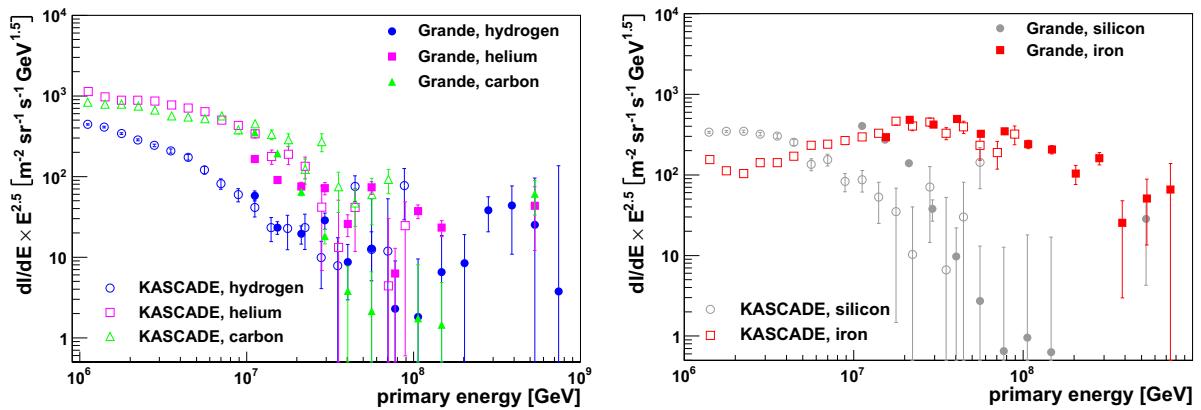 dI/dE × E^2.5 [m^-2 sr^-1 s^-1 GeV^1.5]
10^4
10^3
10^2
10
1
Grande, hydrogen
Grande, helium
Grande, carbon
KASCADE, hydrogen
KASCADE, helium
KASCADE, carbon
10^6
10^7
10^8
10^9
primary energy [GeV]
dI/dE × E^2.5 [m^-2 sr^-1 s^-1 GeV^1.5]
10^4
10^3
10^2
10
1
Grande, silicon
Grande, iron
KASCADE, silicon
KASCADE, iron
10^6
10^7
10^8
primary energy [GeV]